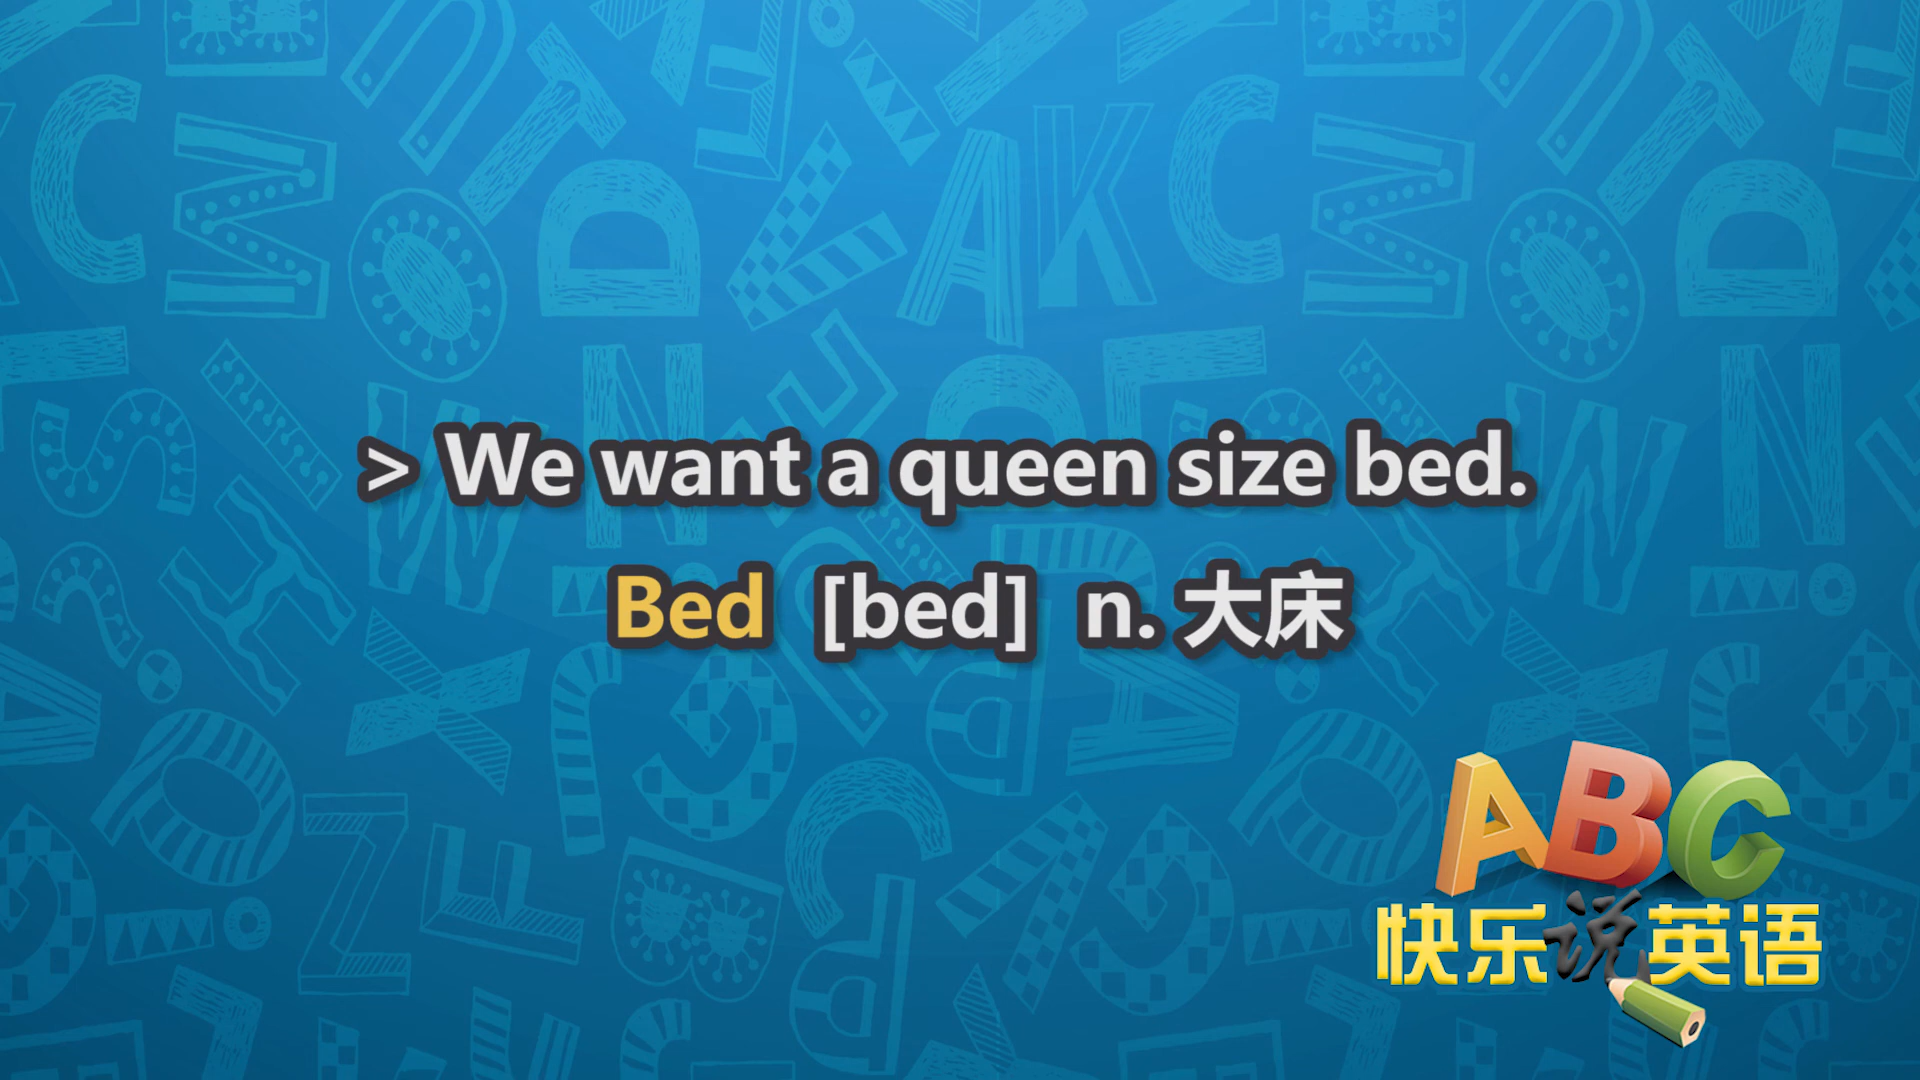 > We want a queen size bed.
Bed [bed] n. 大床
ABC
快乐说英语